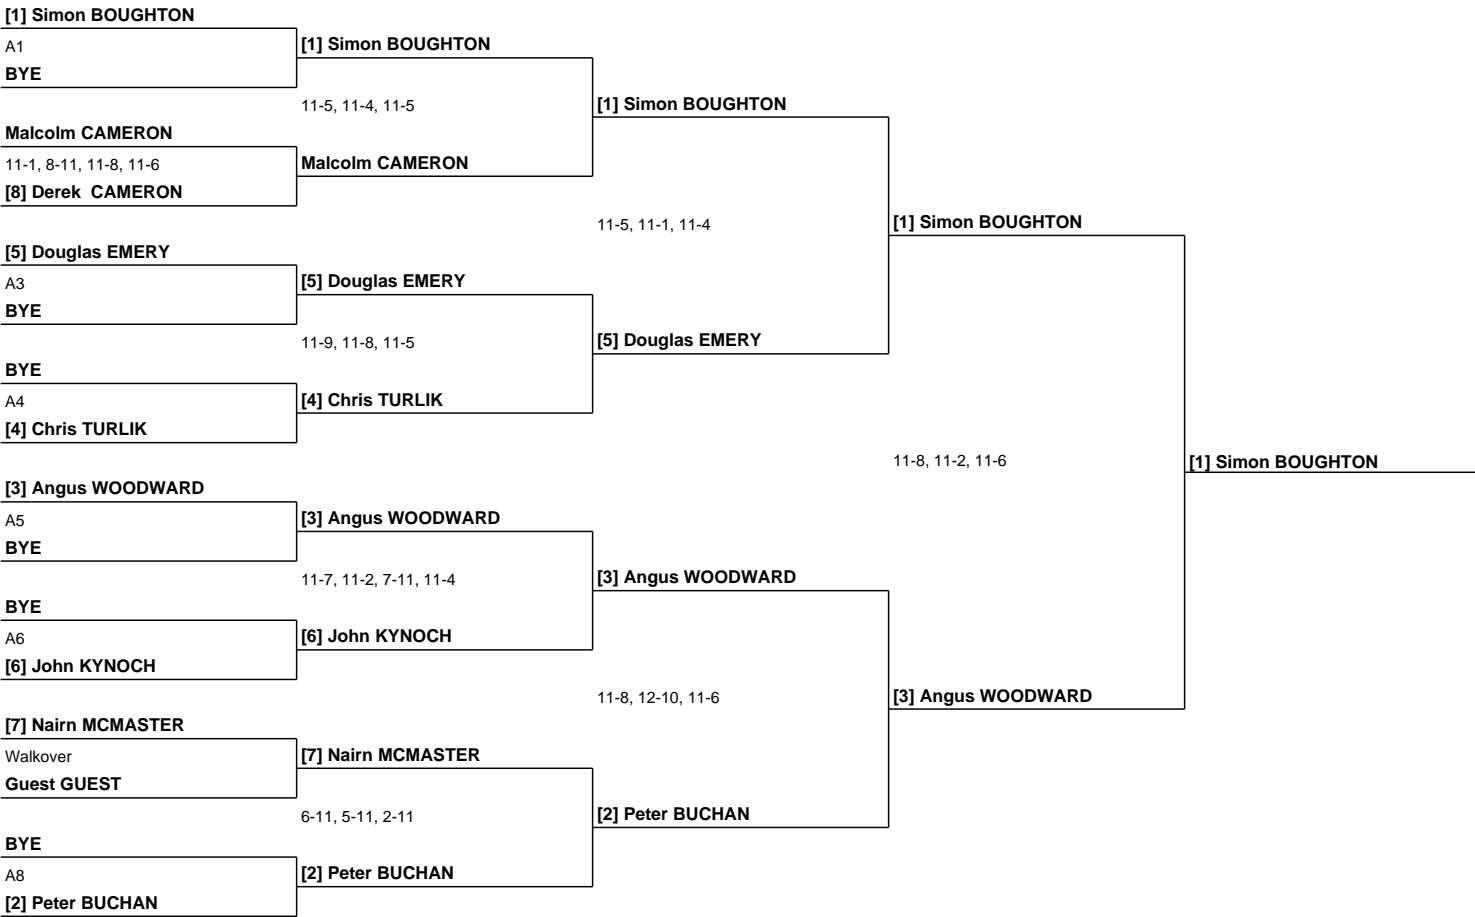 [1] Simon BOUGHTON
A1
BYE
Malcolm CAMERON
11-1, 8-11, 11-8, 11-6
[8] Derek  CAMERON
[5] Douglas EMERY
A3
BYE
BYE
A4
[4] Chris TURLIK
[3] Angus WOODWARD
A5
BYE
BYE
A6
[6] John KYNOCH
[7] Nairn MCMASTER
Walkover
Guest GUEST
BYE
A8
[2] Peter BUCHAN
[1] Simon BOUGHTON
11-5, 11-4, 11-5
Malcolm CAMERON
[5] Douglas EMERY
11-9, 11-8, 11-5
[4] Chris TURLIK
[3] Angus WOODWARD
11-7, 11-2, 7-11, 11-4
[6] John KYNOCH
[7] Nairn MCMASTER
6-11, 5-11, 2-11
[2] Peter BUCHAN
[1] Simon BOUGHTON
11-5, 11-1, 11-4
[5] Douglas EMERY
[3] Angus WOODWARD
11-8, 12-10, 11-6
[2] Peter BUCHAN
[1] Simon BOUGHTON
11-8, 11-2, 11-6
[3] Angus WOODWARD
[1] Simon BOUGHTON